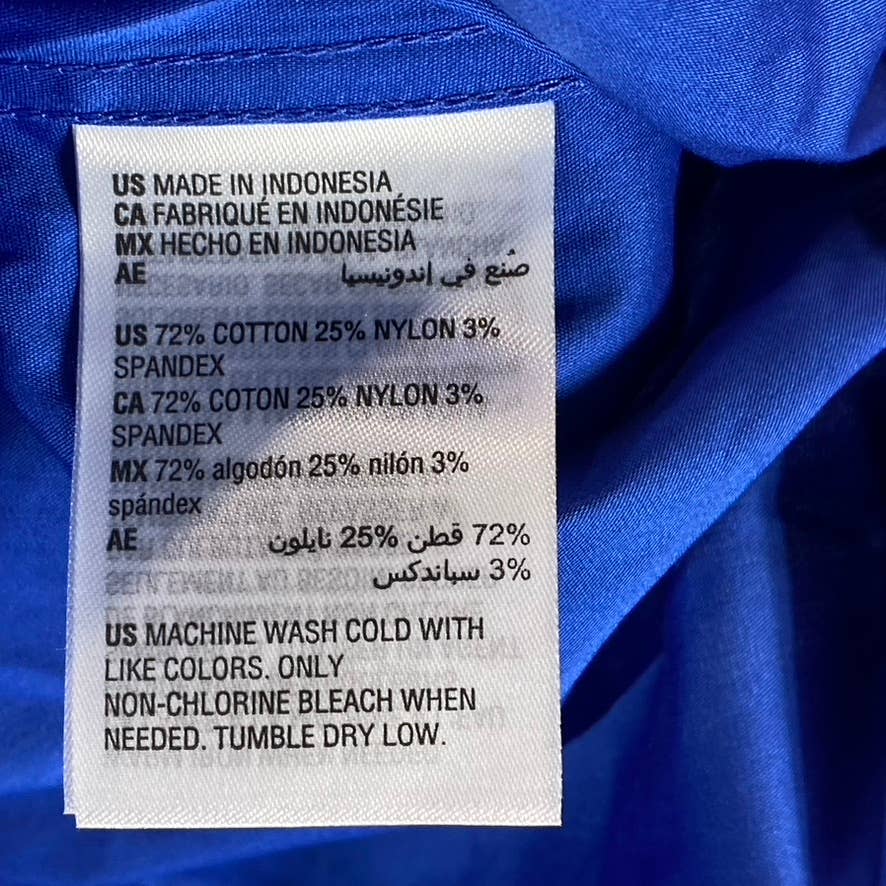 US MADE IN INDONESIA
CA FABRIQUÉ EN INDONÉSIE
MX HECHO EN INDONESIA
AE صُنع في إندونيسيا
US 72% COTTON 25% NYLON 3%
SPANDEX
CA 72% COTON 25% NYLON 3%
SPANDEX
MX 72% algodón 25% nilón 3%
spándex
AE 72% قطن 25% نايلون
3% سباندكس
US MACHINE WASH COLD WITH
LIKE COLORS. ONLY
NON-CHLORINE BLEACH WHEN
NEEDED. TUMBLE DRY LOW.